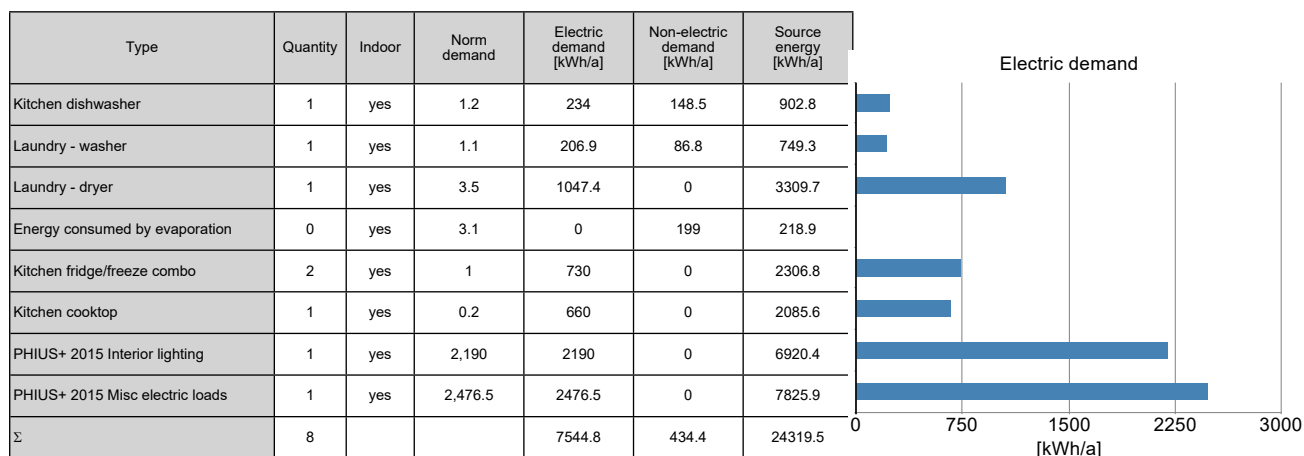 Type Quantity Indoor Norm demand Electric demand [kWh/a] Non-electric demand [kWh/a] Source energy [kWh/a]
Kitchen dishwasher 1 yes 1.2 234 148.5 902.8
Laundry - washer 1 yes 1.1 206.9 86.8 749.3
Laundry - dryer 1 yes 3.5 1047.4 0 3309.7
Energy consumed by evaporation 0 yes 3.1 0 199 218.9
Kitchen fridge/freeze combo 2 yes 1 730 0 2306.8
Kitchen cooktop 1 yes 0.2 660 0 2085.6
PHIUS+ 2015 Interior lighting 1 yes 2,190 2190 0 6920.4
PHIUS+ 2015 Misc electric loads 1 yes 2,476.5 2476.5 0 7825.9
Σ 8 7544.8 434.4 24319.5
Electric demand
0 750 1500 2250 3000
[kWh/a]